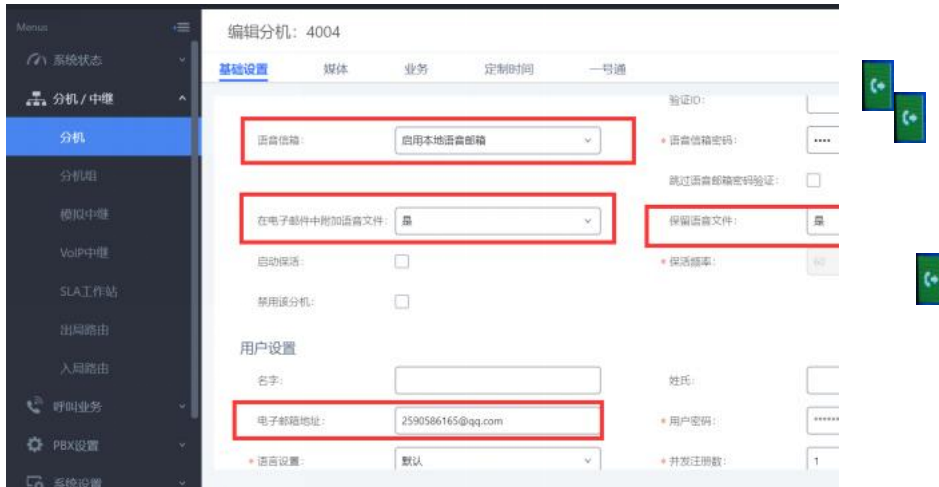 Menus
系统状态
分机/中继
分机
分机组
模拟中继
VoIP中继
SLA工作站
出局路由
入局路由
呼叫业务
PBX设置
系统设置
编辑分机: 4004
基础设置 媒体 业务 定制时间 一号通
验证ID:
语音信箱: 启用本地语音邮箱 * 语音信箱密码: ••••
跳过语音邮箱密码验证:
在电子邮件中附加语音文件: 是 保留语音文件: 是
启动保活: * 保活频率: 60
禁用该分机:
用户设置
名字: 姓氏:
电子邮箱地址: 2590586165@qq.com * 用户密码:
* 语言设置: 默认 * 并发注册数: 1